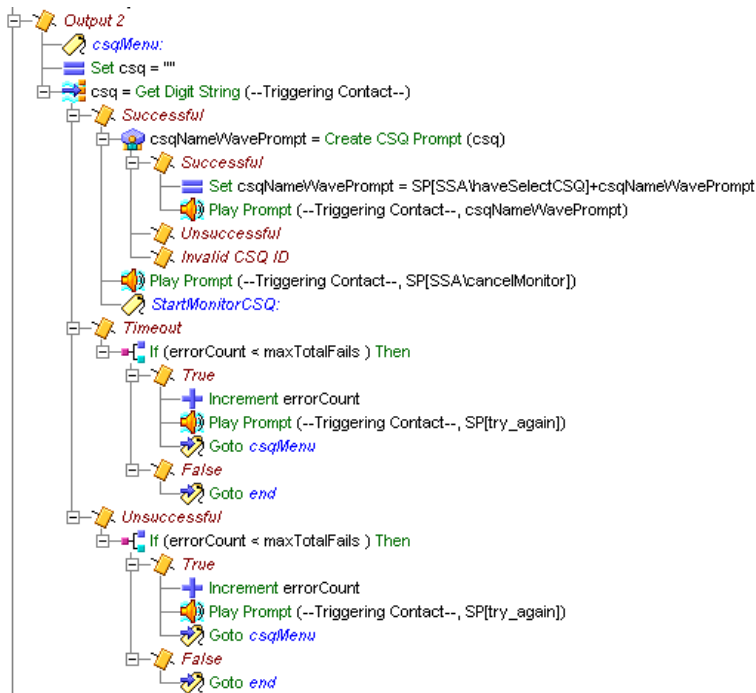 Output 2
csqMenu:
Set csq = ""
csq = Get Digit String (--Triggering Contact--)
Successful
csqNameWavePrompt = Create CSQ Prompt (csq)
Successful
Set csqNameWavePrompt = SP[SSA\haveSelectCSQ]+csqNameWavePrompt
Play Prompt (--Triggering Contact--, csqNameWavePrompt)
Unsuccessful
Invalid CSQ ID
Play Prompt (--Triggering Contact--, SP[SSA\cancelMonitor])
StartMonitorCSQ:
Timeout
If (errorCount < maxTotalFails ) Then
True
Increment errorCount
Play Prompt (--Triggering Contact--, SP[try_again])
Goto csqMenu
False
Goto end
Unsuccessful
If (errorCount < maxTotalFails ) Then
True
Increment errorCount
Play Prompt (--Triggering Contact--, SP[try_again])
Goto csqMenu
False
Goto end